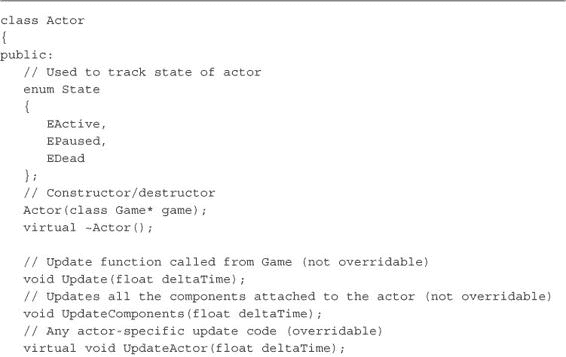 class Actor
{
public:
   // Used to track state of actor
   enum State
   {
      EActive,
      EPaused,
      EDead
   };
   // Constructor/destructor
   Actor(class Game* game);
   virtual ~Actor();

   // Update function called from Game (not overridable)
   void Update(float deltaTime);
   // Updates all the components attached to the actor (not overridable)
   void UpdateComponents(float deltaTime);
   // Any actor-specific update code (overridable)
   virtual void UpdateActor(float deltaTime);